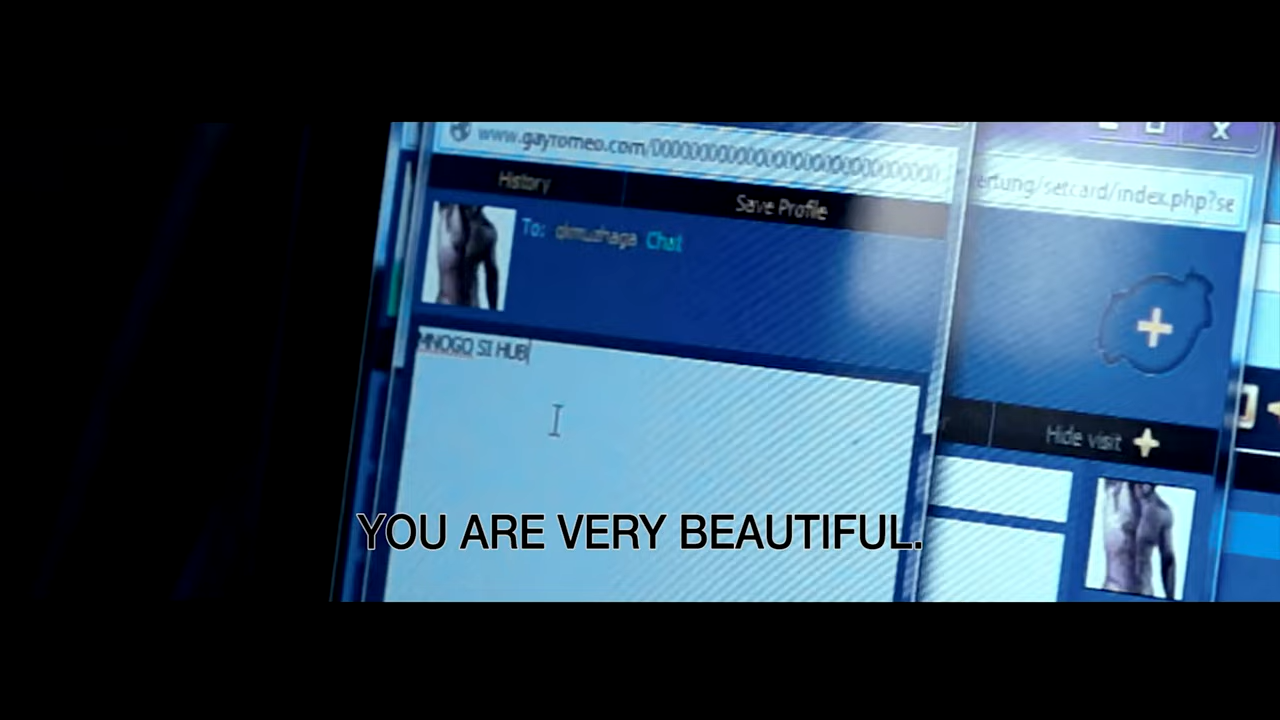 www.gayromeo.com/
ertung/setcard/index.php?se
History
Save Profile
To: Chat
MNOGO SI HUB
Hide visit
YOU ARE VERY BEAUTIFUL.